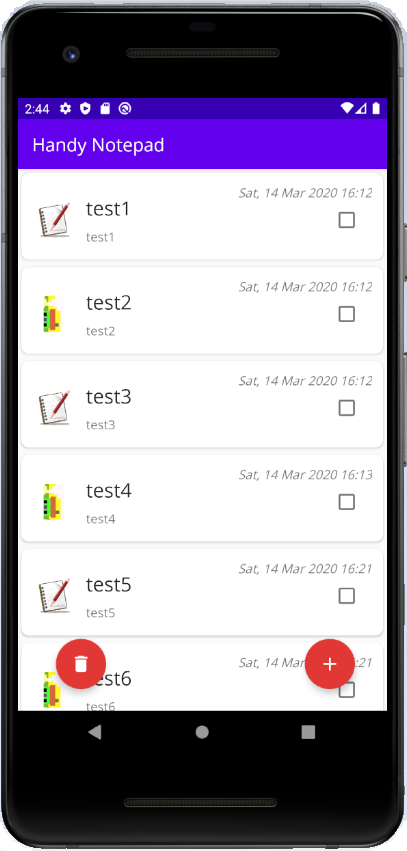 2:44
Handy Notepad
Sat, 14 Mar 2020 16:12
test1
test1
Sat, 14 Mar 2020 16:12
test2
test2
Sat, 14 Mar 2020 16:12
test3
test3
Sat, 14 Mar 2020 16:13
test4
test4
Sat, 14 Mar 2020 16:21
test5
test5
Sat, 14 Mar :21
test6
test6